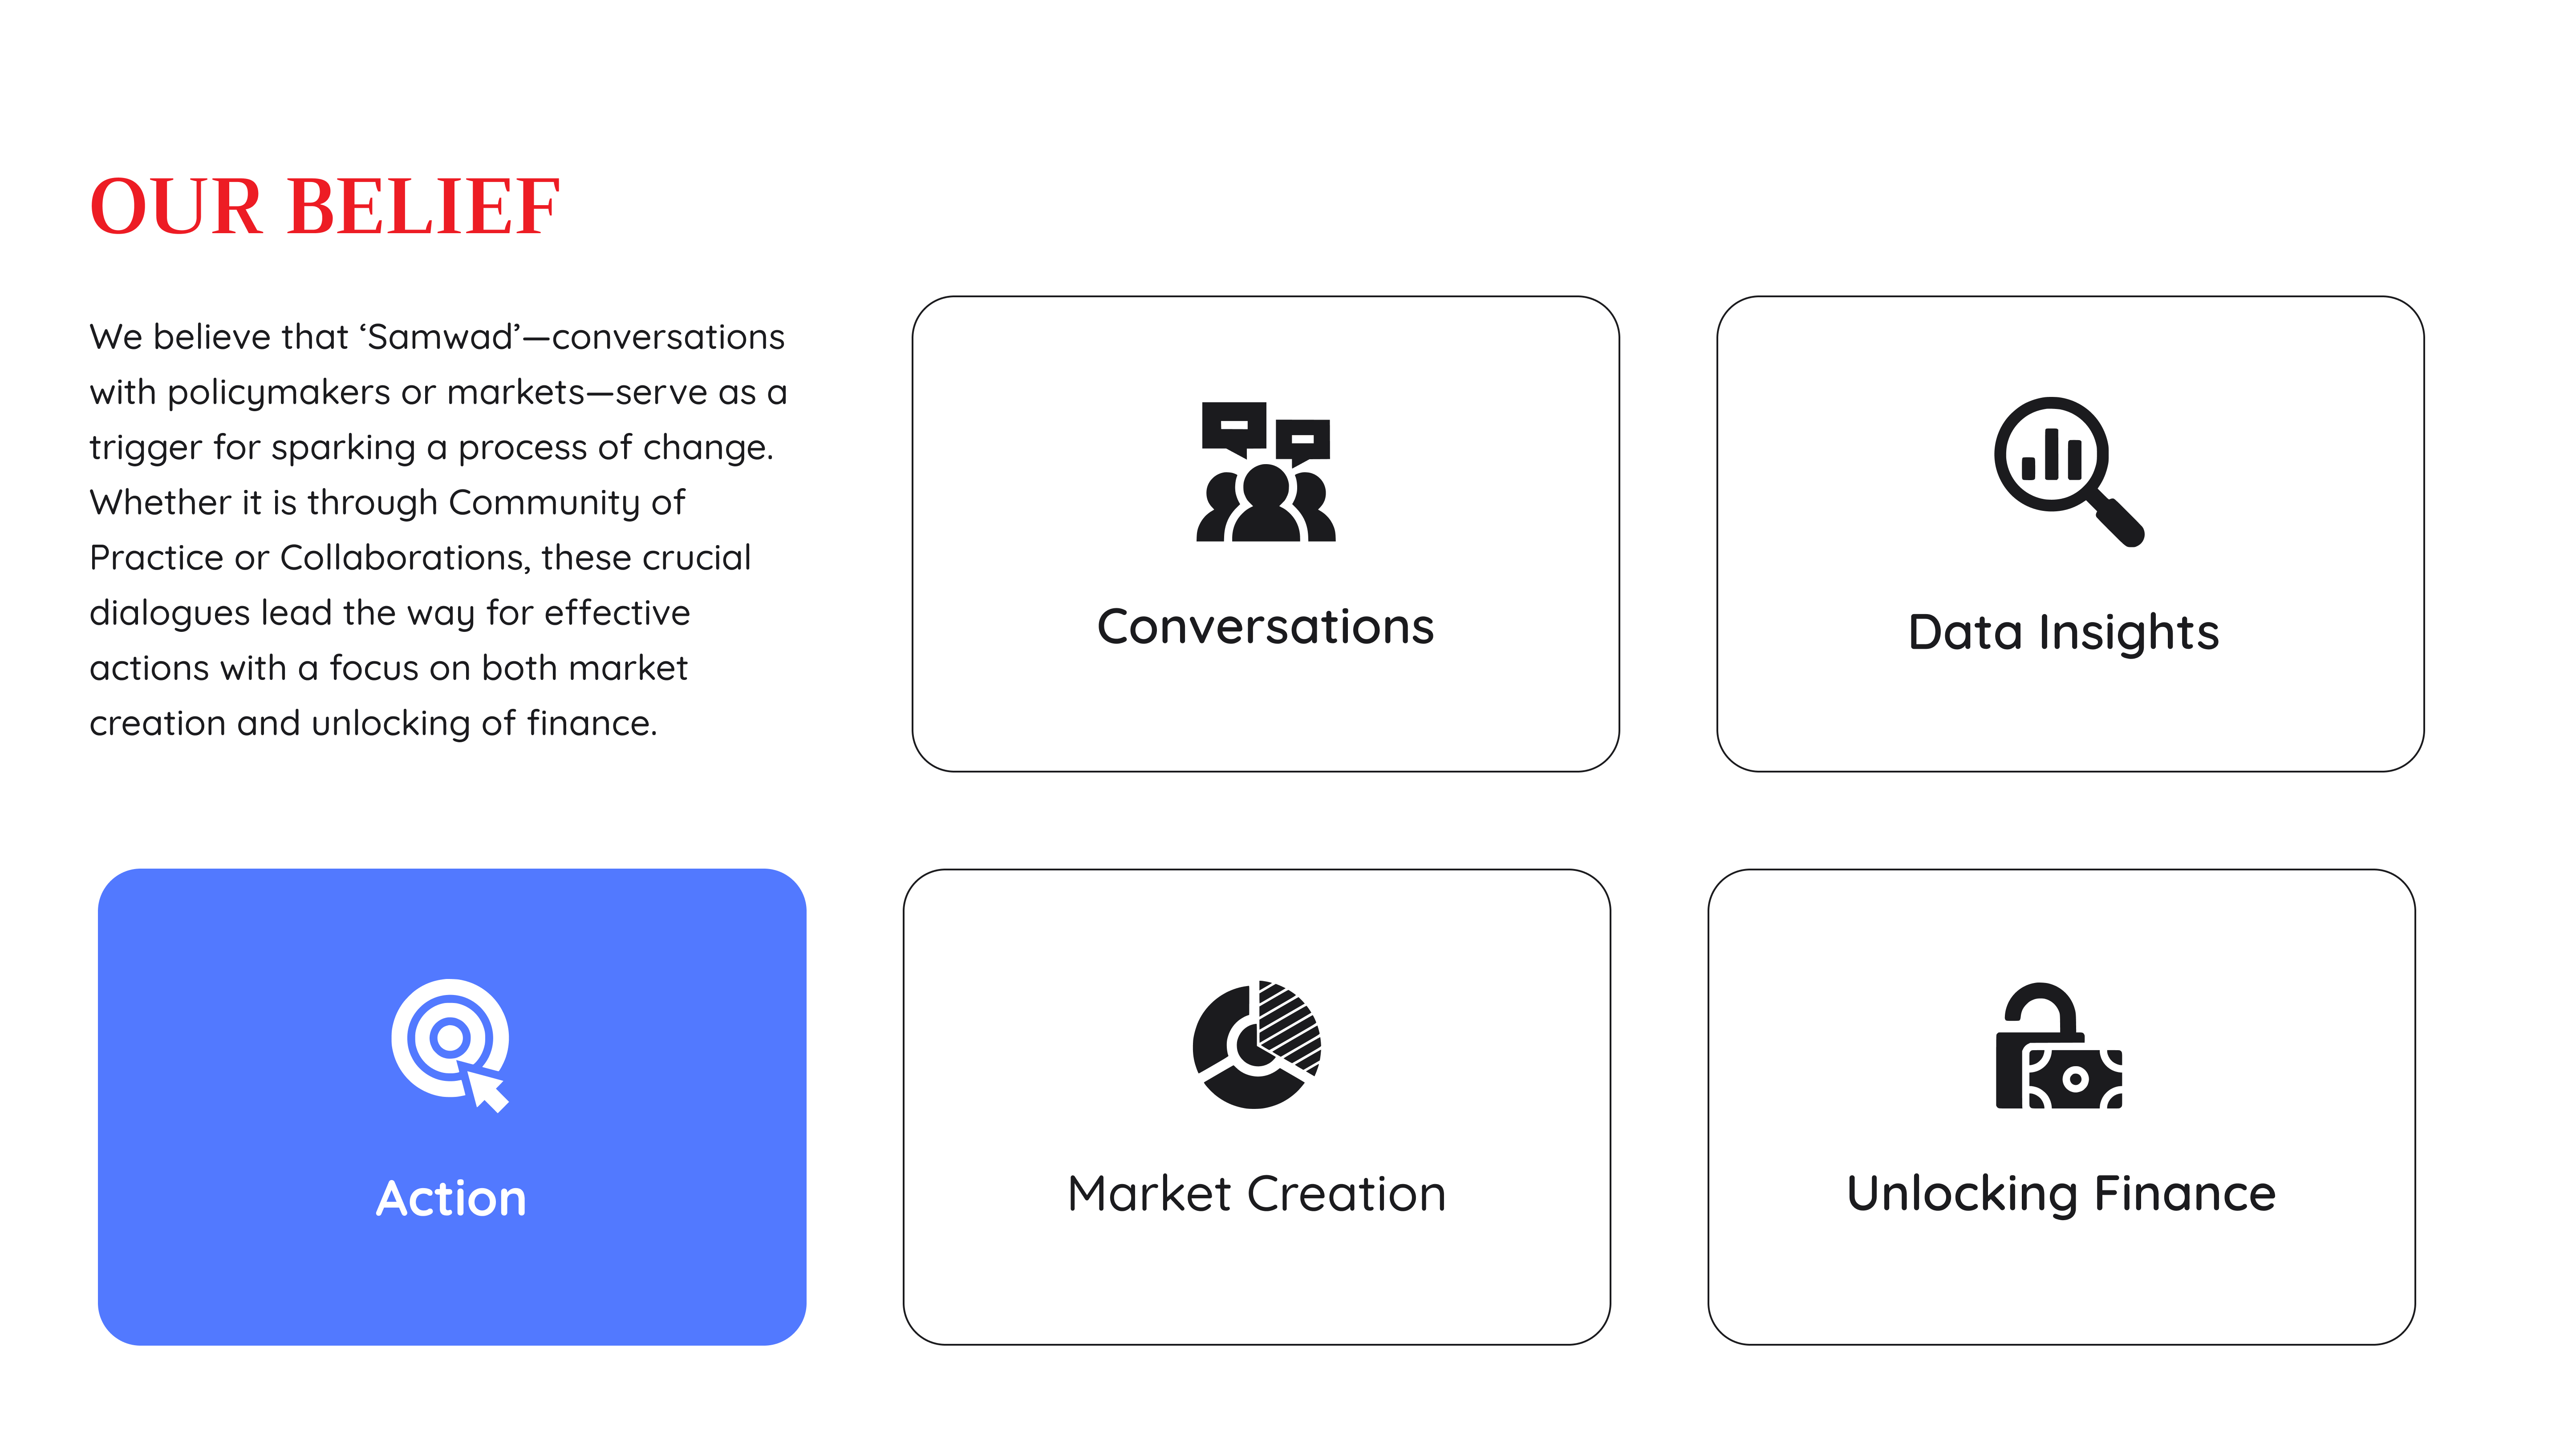 OUR BELIEF
We believe that ‘Samwad’—conversations
with policymakers or markets—serve as a
trigger for sparking a process of change.
Whether it is through Community of
Practice or Collaborations, these crucial
dialogues lead the way for effective
actions with a focus on both market
creation and unlocking of finance.
Conversations
Data Insights
Action
Market Creation
Unlocking Finance